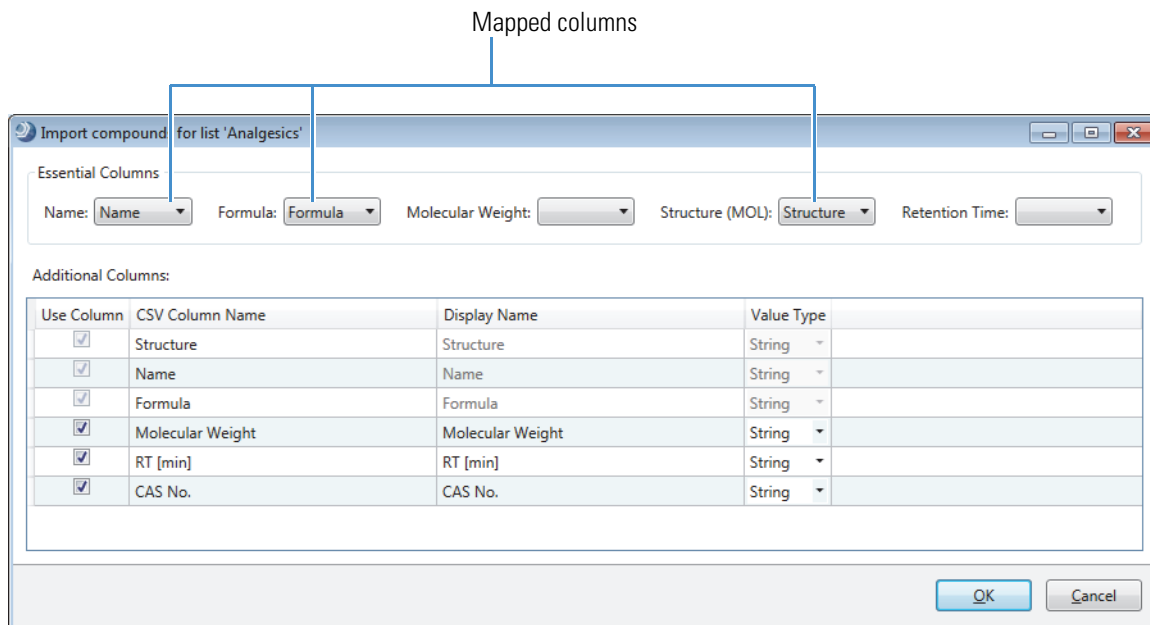 Mapped columns
Import compounds for list 'Analgesics'
Essential Columns
Name: Name Formula: Formula Molecular Weight: Structure (MOL): Structure Retention Time:
Additional Columns:
Use Column CSV Column Name Display Name Value Type
Structure Structure String
Name Name String
Formula Formula String
Molecular Weight Molecular Weight String
RT [min] RT [min] String
CAS No. CAS No. String
OK Cancel